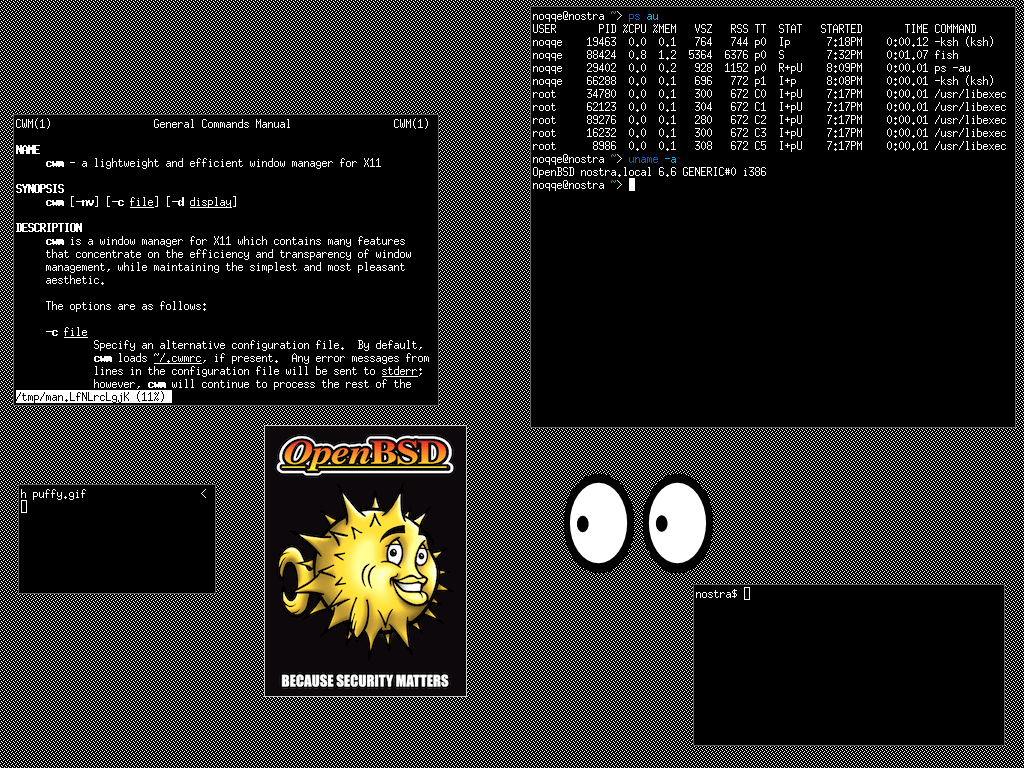 CWM(1) General Commands Manual CWM(1)
NAME
cwm - a lightweight and efficient window manager for X11
SYNOPSIS
cwm [-nv] [-c file] [-d display]
DESCRIPTION
cwm is a window manager for X11 which contains many features
that concentrate on the efficiency and transparency of window
management, while maintaining the simplest and most pleasant
aesthetic.
The options are as follows:
-c file
Specify an alternative configuration file. By default,
cwm loads ~/.cwmrc, if present. Any error messages from
lines in the configuration file will be sent to stderr;
however, cwm will continue to process the rest of the
/tmp/man.LfNLrcLgjK (11%)
noqqe@nostra ~> ps au
USER PID %CPU %MEM VSZ RSS TT STAT STARTED TIME COMMAND
noqqe 19463 0.0 0.1 764 744 p0 Ip 7:18PM 0:00.12 -ksh (ksh)
noqqe 88424 0.8 1.2 5364 6376 p0 S 7:32PM 0:01.07 fish
noqqe 29402 0.0 0.2 928 1152 p0 R+pU 8:09PM 0:00.01 ps -au
noqqe 66288 0.0 0.1 696 772 p1 I+p 8:08PM 0:00.01 -ksh (ksh)
root 34780 0.0 0.1 300 672 C0 I+pU 7:17PM 0:00.01 /usr/libexec
root 62123 0.0 0.1 304 672 C1 I+pU 7:17PM 0:00.01 /usr/libexec
root 89276 0.0 0.1 280 672 C2 I+pU 7:17PM 0:00.01 /usr/libexec
root 16232 0.0 0.1 300 672 C3 I+pU 7:17PM 0:00.01 /usr/libexec
root 8986 0.0 0.1 308 672 C5 I+pU 7:17PM 0:00.01 /usr/libexec
noqqe@nostra ~> uname -a
OpenBSD nostra.local 6.6 GENERIC#0 i386
noqqe@nostra ~>
h puffy.gif <
OpenBSD
BECAUSE SECURITY MATTERS
nostra$